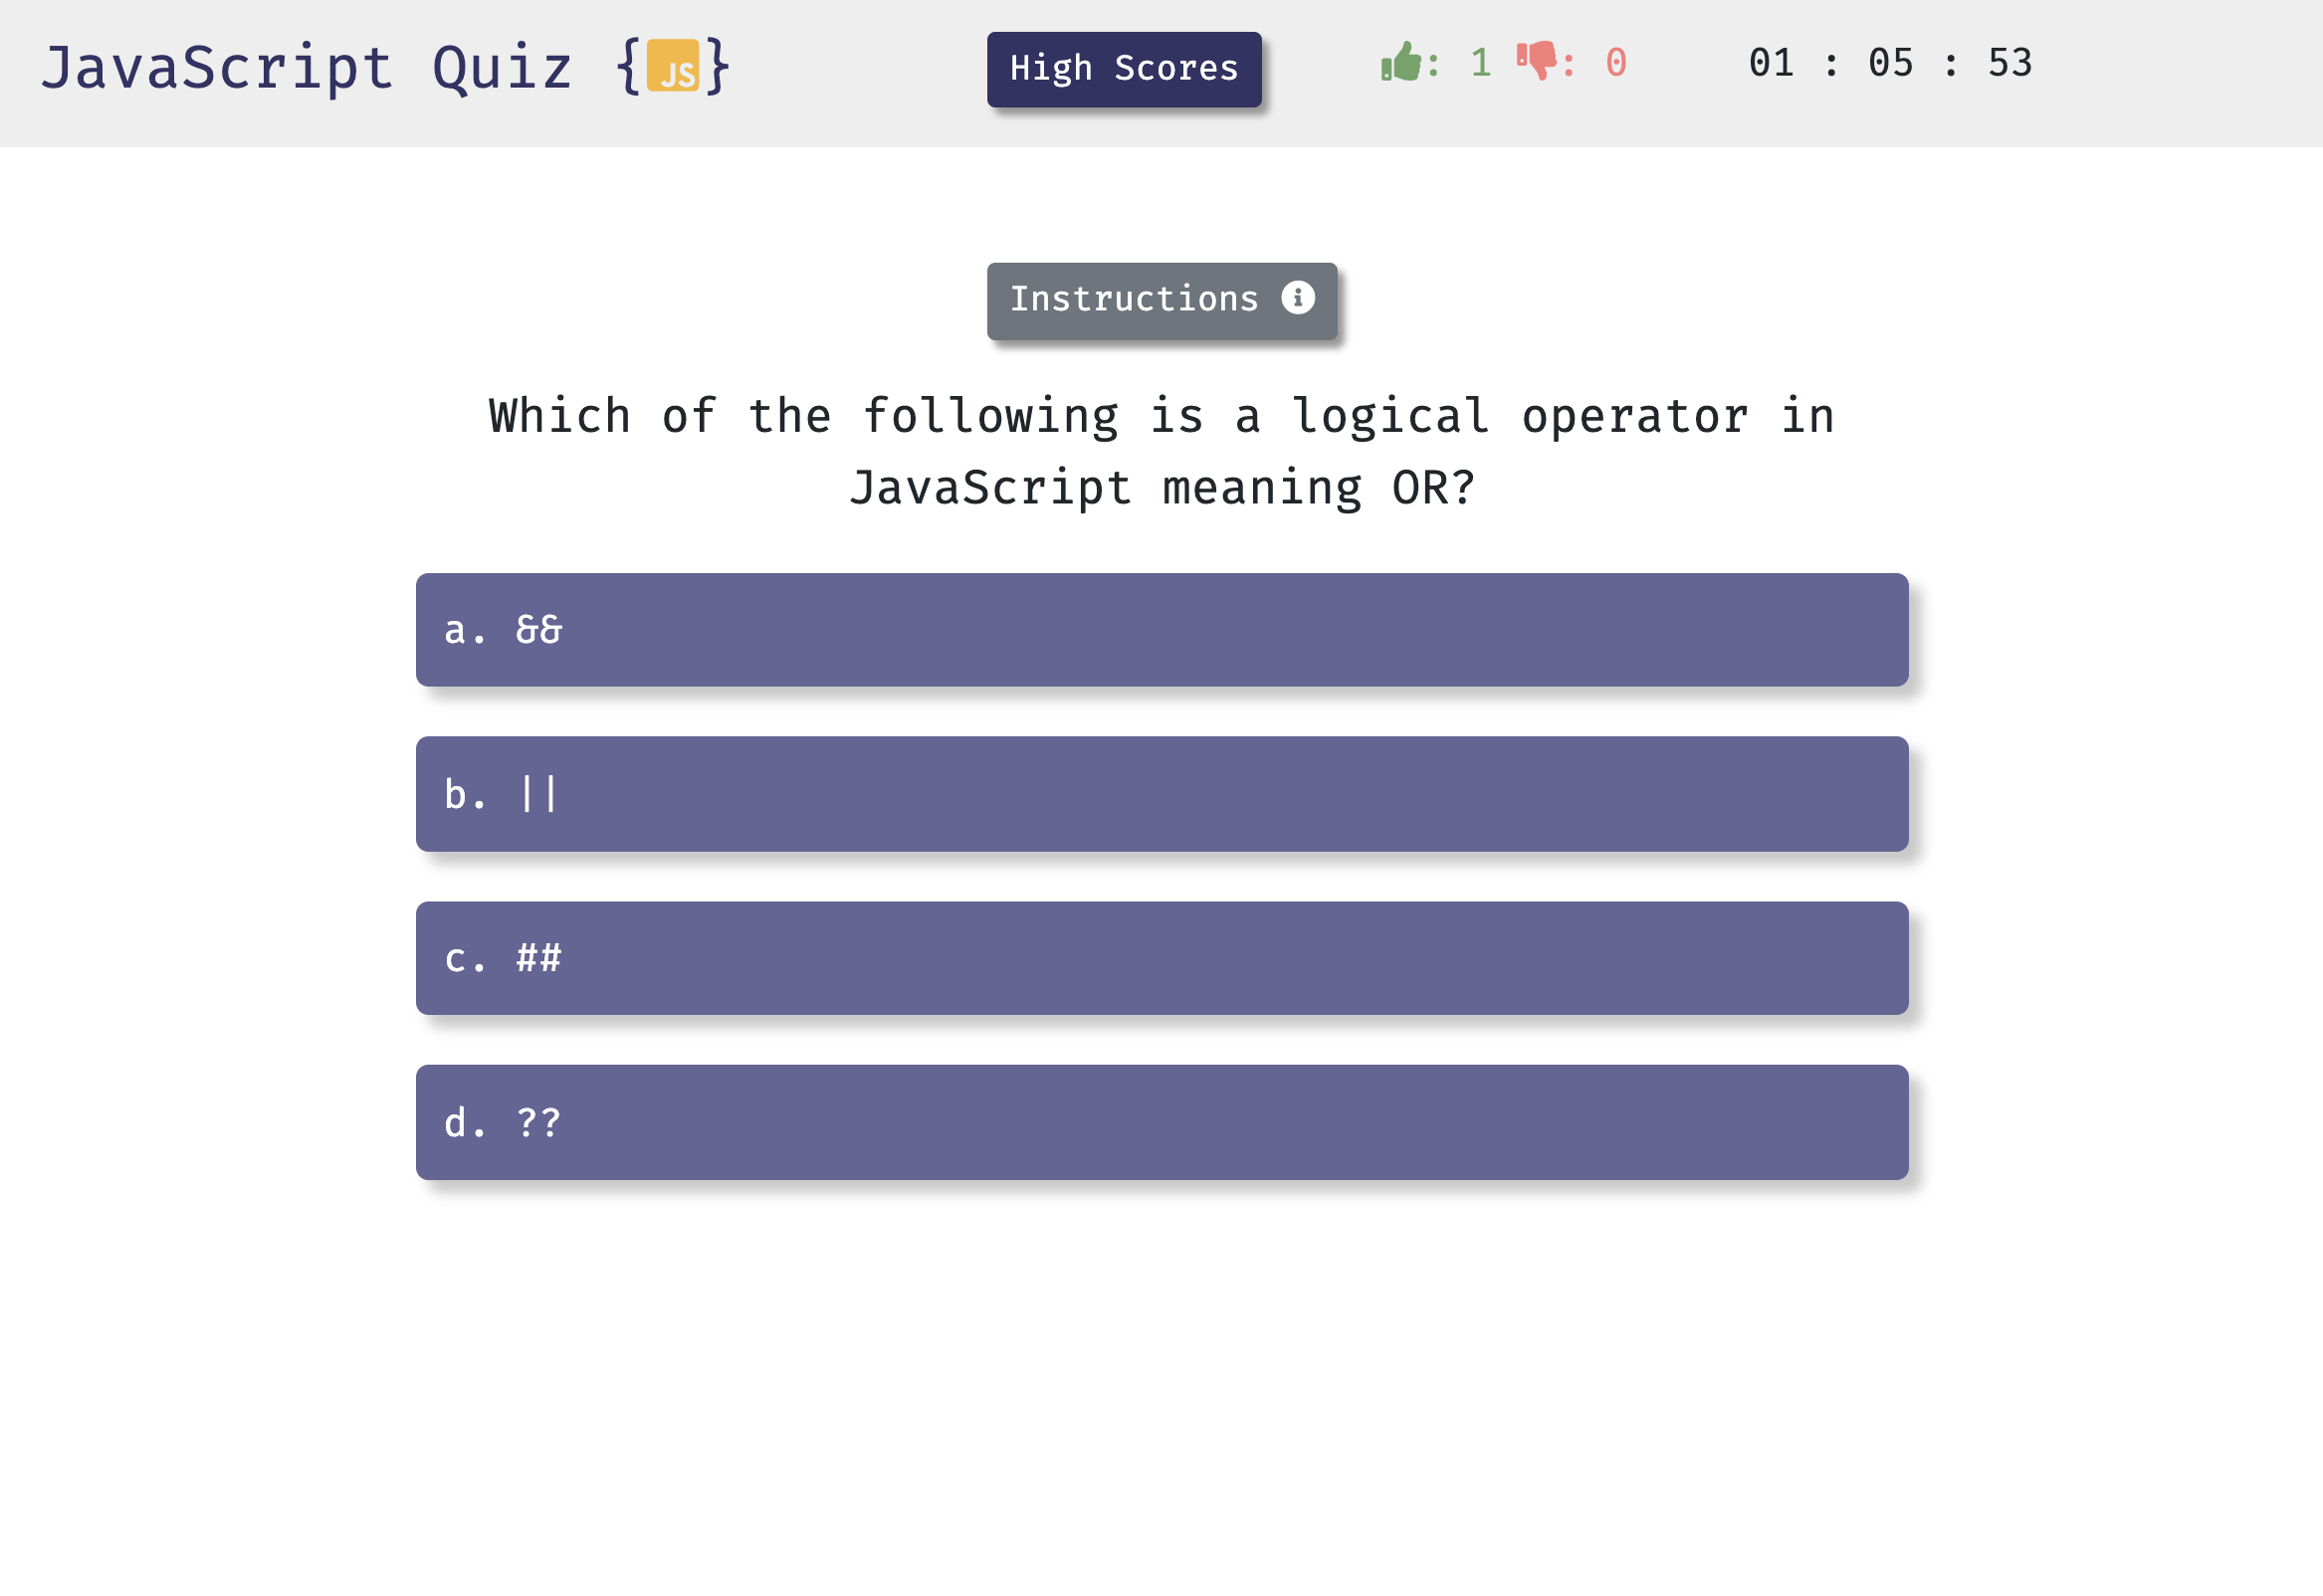 JavaScript Quiz {JS}
High Scores
: 1 : 0
01 : 05 : 53
Instructions
Which of the following is a logical operator in
JavaScript meaning OR?
a. &&
b. ||
c. ##
d. ??